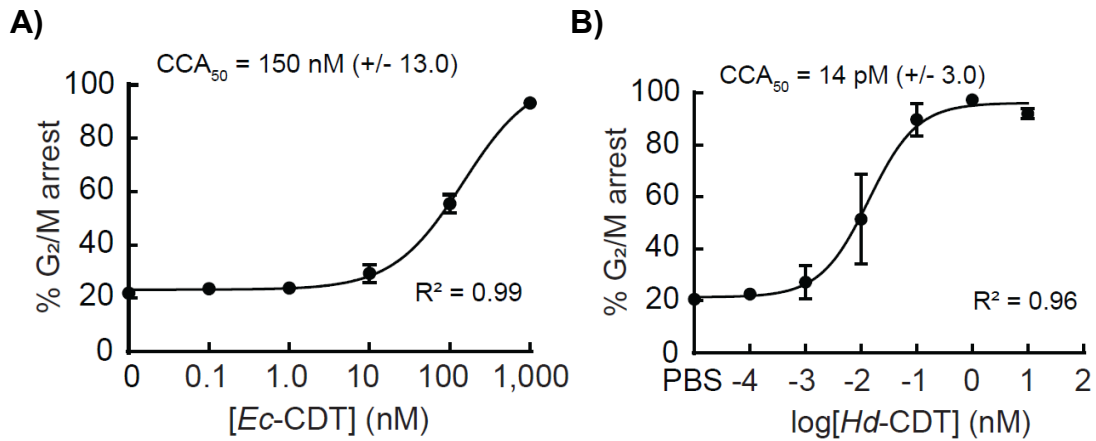 A)
CCA₅₀ = 150 nM (+/- 13.0)
% G₂/M arrest
100
80
60
40
20
0
R² = 0.99
0 0.1 1.0 10 100 1,000
[Ec-CDT] (nM)
B)
CCA₅₀ = 14 pM (+/- 3.0)
% G₂/M arrest
100
80
60
40
20
0
R² = 0.96
PBS -4 -3 -2 -1 0 1 2
log[Hd-CDT] (nM)